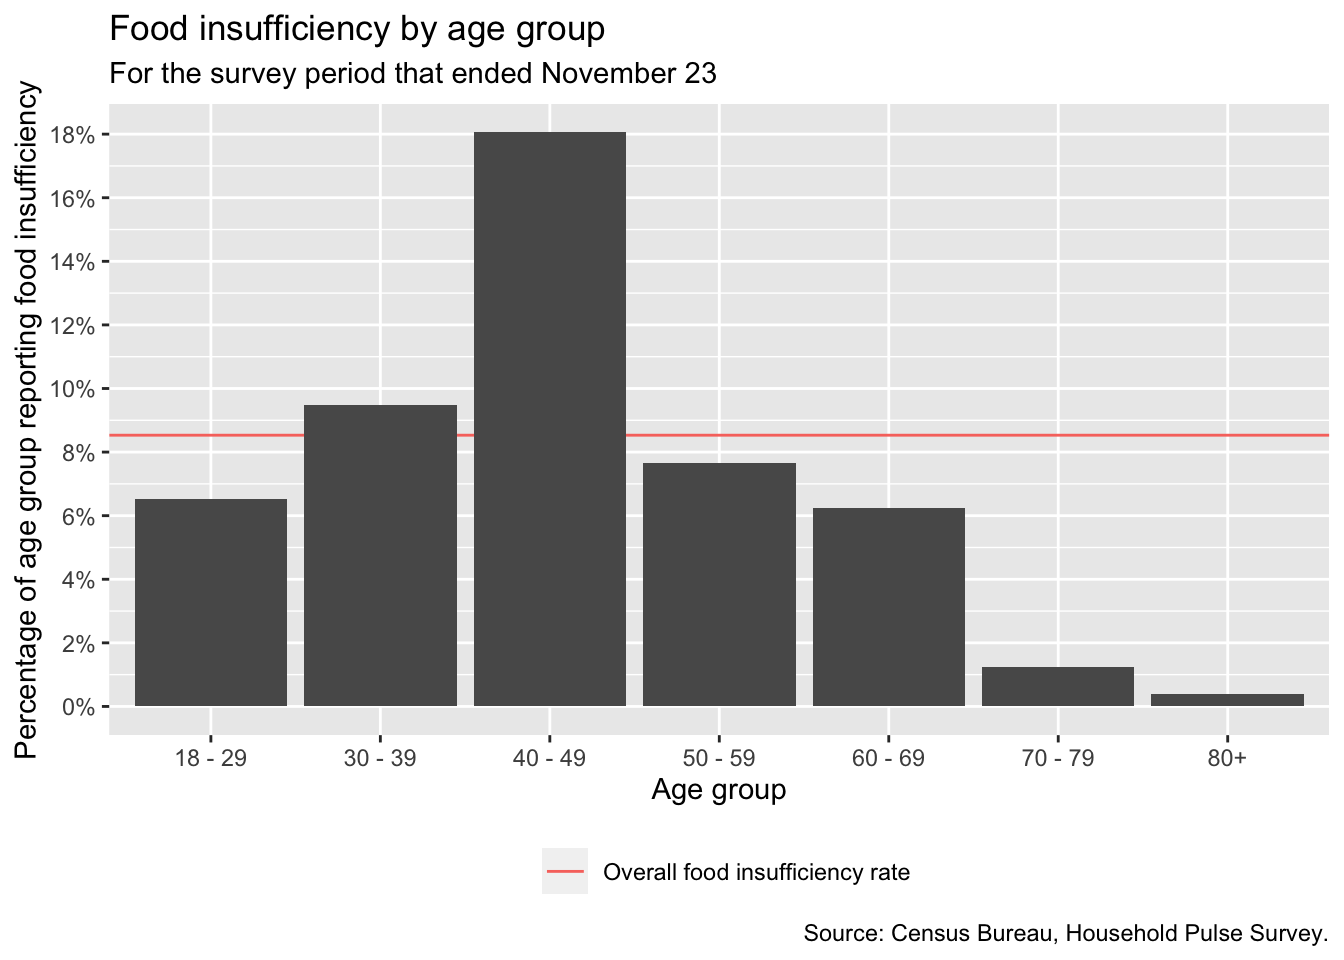 Food insufficiency by age group
For the survey period that ended November 23
Percentage of age group reporting food insufficiency
18%
16%
14%
12%
10%
8%
6%
4%
2%
0%
18 - 29
30 - 39
40 - 49
50 - 59
60 - 69
70 - 79
80+
Age group
Overall food insufficiency rate
Source: Census Bureau, Household Pulse Survey.